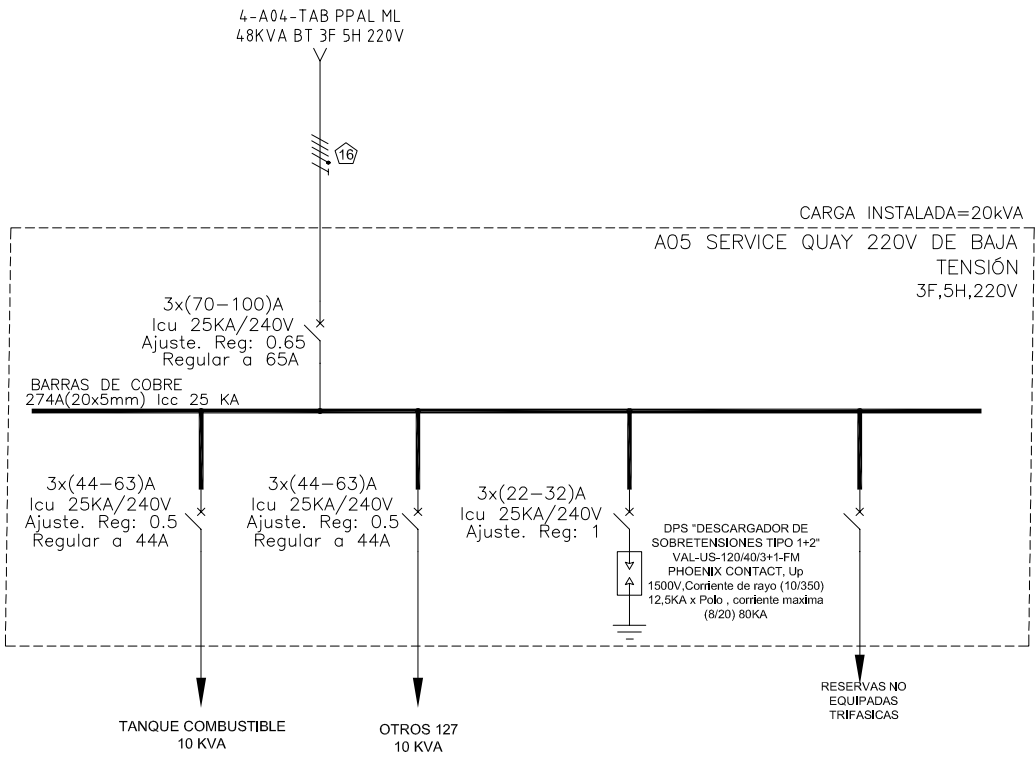 4-A04-TAB PPAL ML
48KVA BT 3F 5H 220V
16
CARGA INSTALADA=20kVA
A05 SERVICE QUAY 220V DE BAJA
TENSIÓN
3F,5H,220V
3x(70-100)A
Icu 25KA/240V
Ajuste. Reg: 0.65
Regular a 65A
BARRAS DE COBRE
274A(20x5mm) Icc 25 KA
3x(44-63)A
Icu 25KA/240V
Ajuste. Reg: 0.5
Regular a 44A
3x(44-63)A
Icu 25KA/240V
Ajuste. Reg: 0.5
Regular a 44A
3x(22-32)A
Icu 25KA/240V
Ajuste. Reg: 1
DPS "DESCARGADOR DE
SOBRETENSIONES TIPO 1+2"
VAL-US-120/40/3+1-FM
PHOENIX CONTACT, Up
1500V,Corriente de rayo (10/350)
12,5KA x Polo , corriente maxima
(8/20) 80KA
TANQUE COMBUSTIBLE
10 KVA
OTROS 127
10 KVA
RESERVAS NO
EQUIPADAS
TRIFASICAS